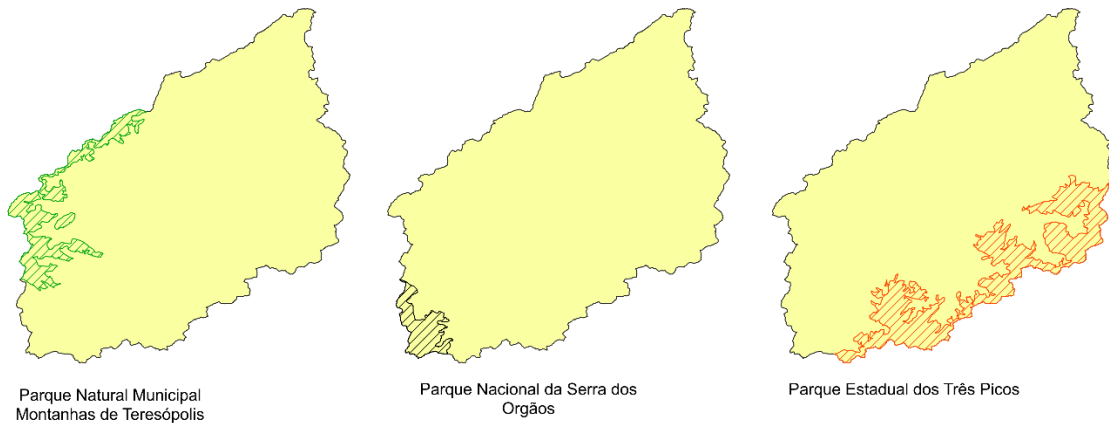 Parque Natural Municipal
Montanhas de Teresópolis
Parque Nacional da Serra dos
Orgãos
Parque Estadual dos Três Picos